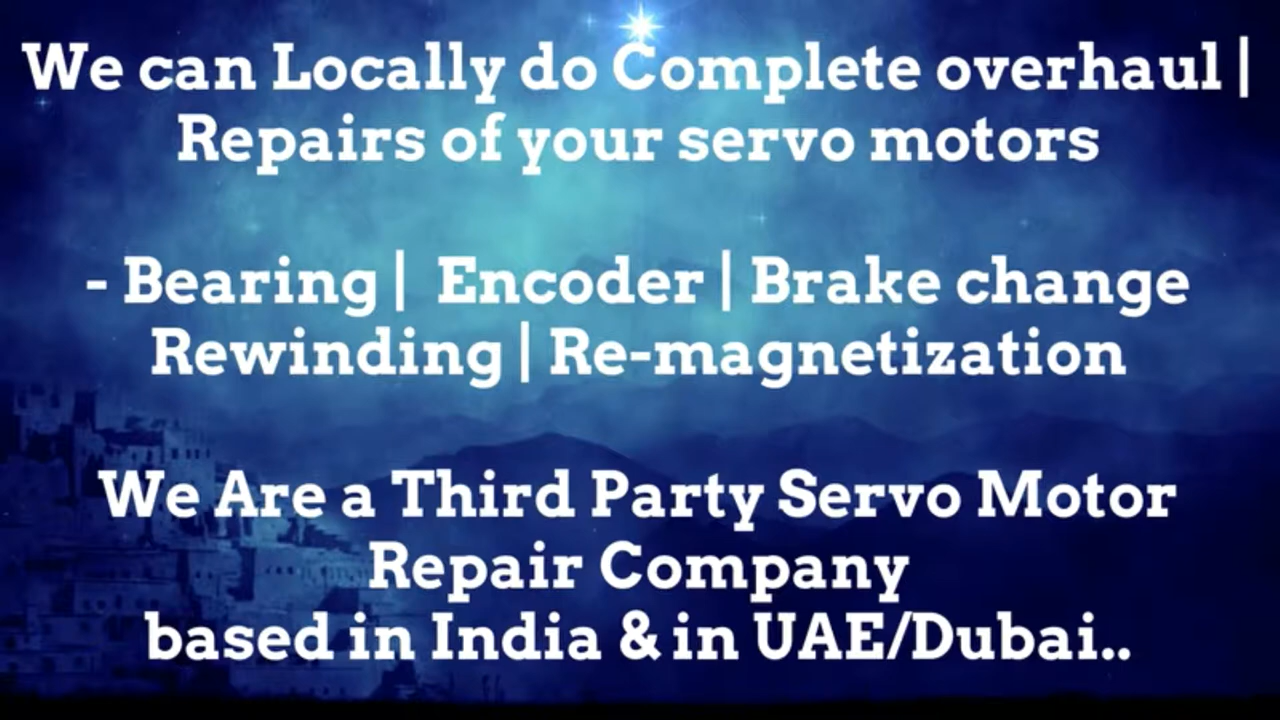 We can Locally do Complete overhaul |
Repairs of your servo motors
- Bearing | Encoder | Brake change
Rewinding | Re-magnetization
We Are a Third Party Servo Motor
Repair Company
based in India & in UAE/Dubai..